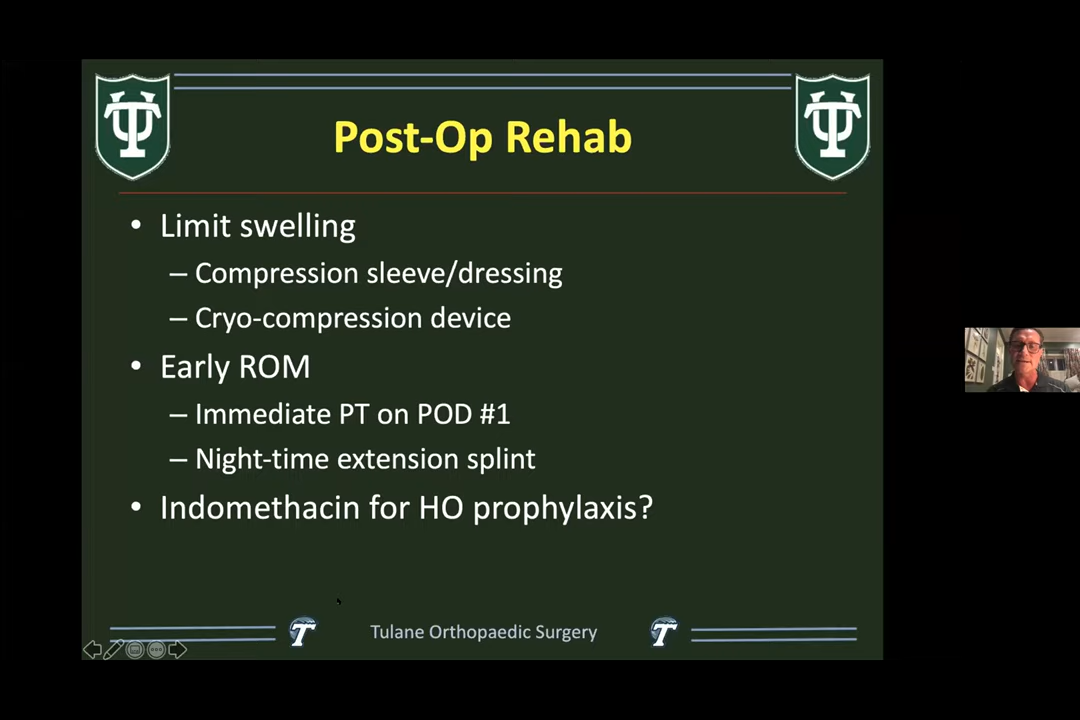 Post-Op Rehab
• Limit swelling
– Compression sleeve/dressing
– Cryo-compression device
• Early ROM
– Immediate PT on POD #1
– Night-time extension splint
• Indomethacin for HO prophylaxis?
T Tulane Orthopaedic Surgery T